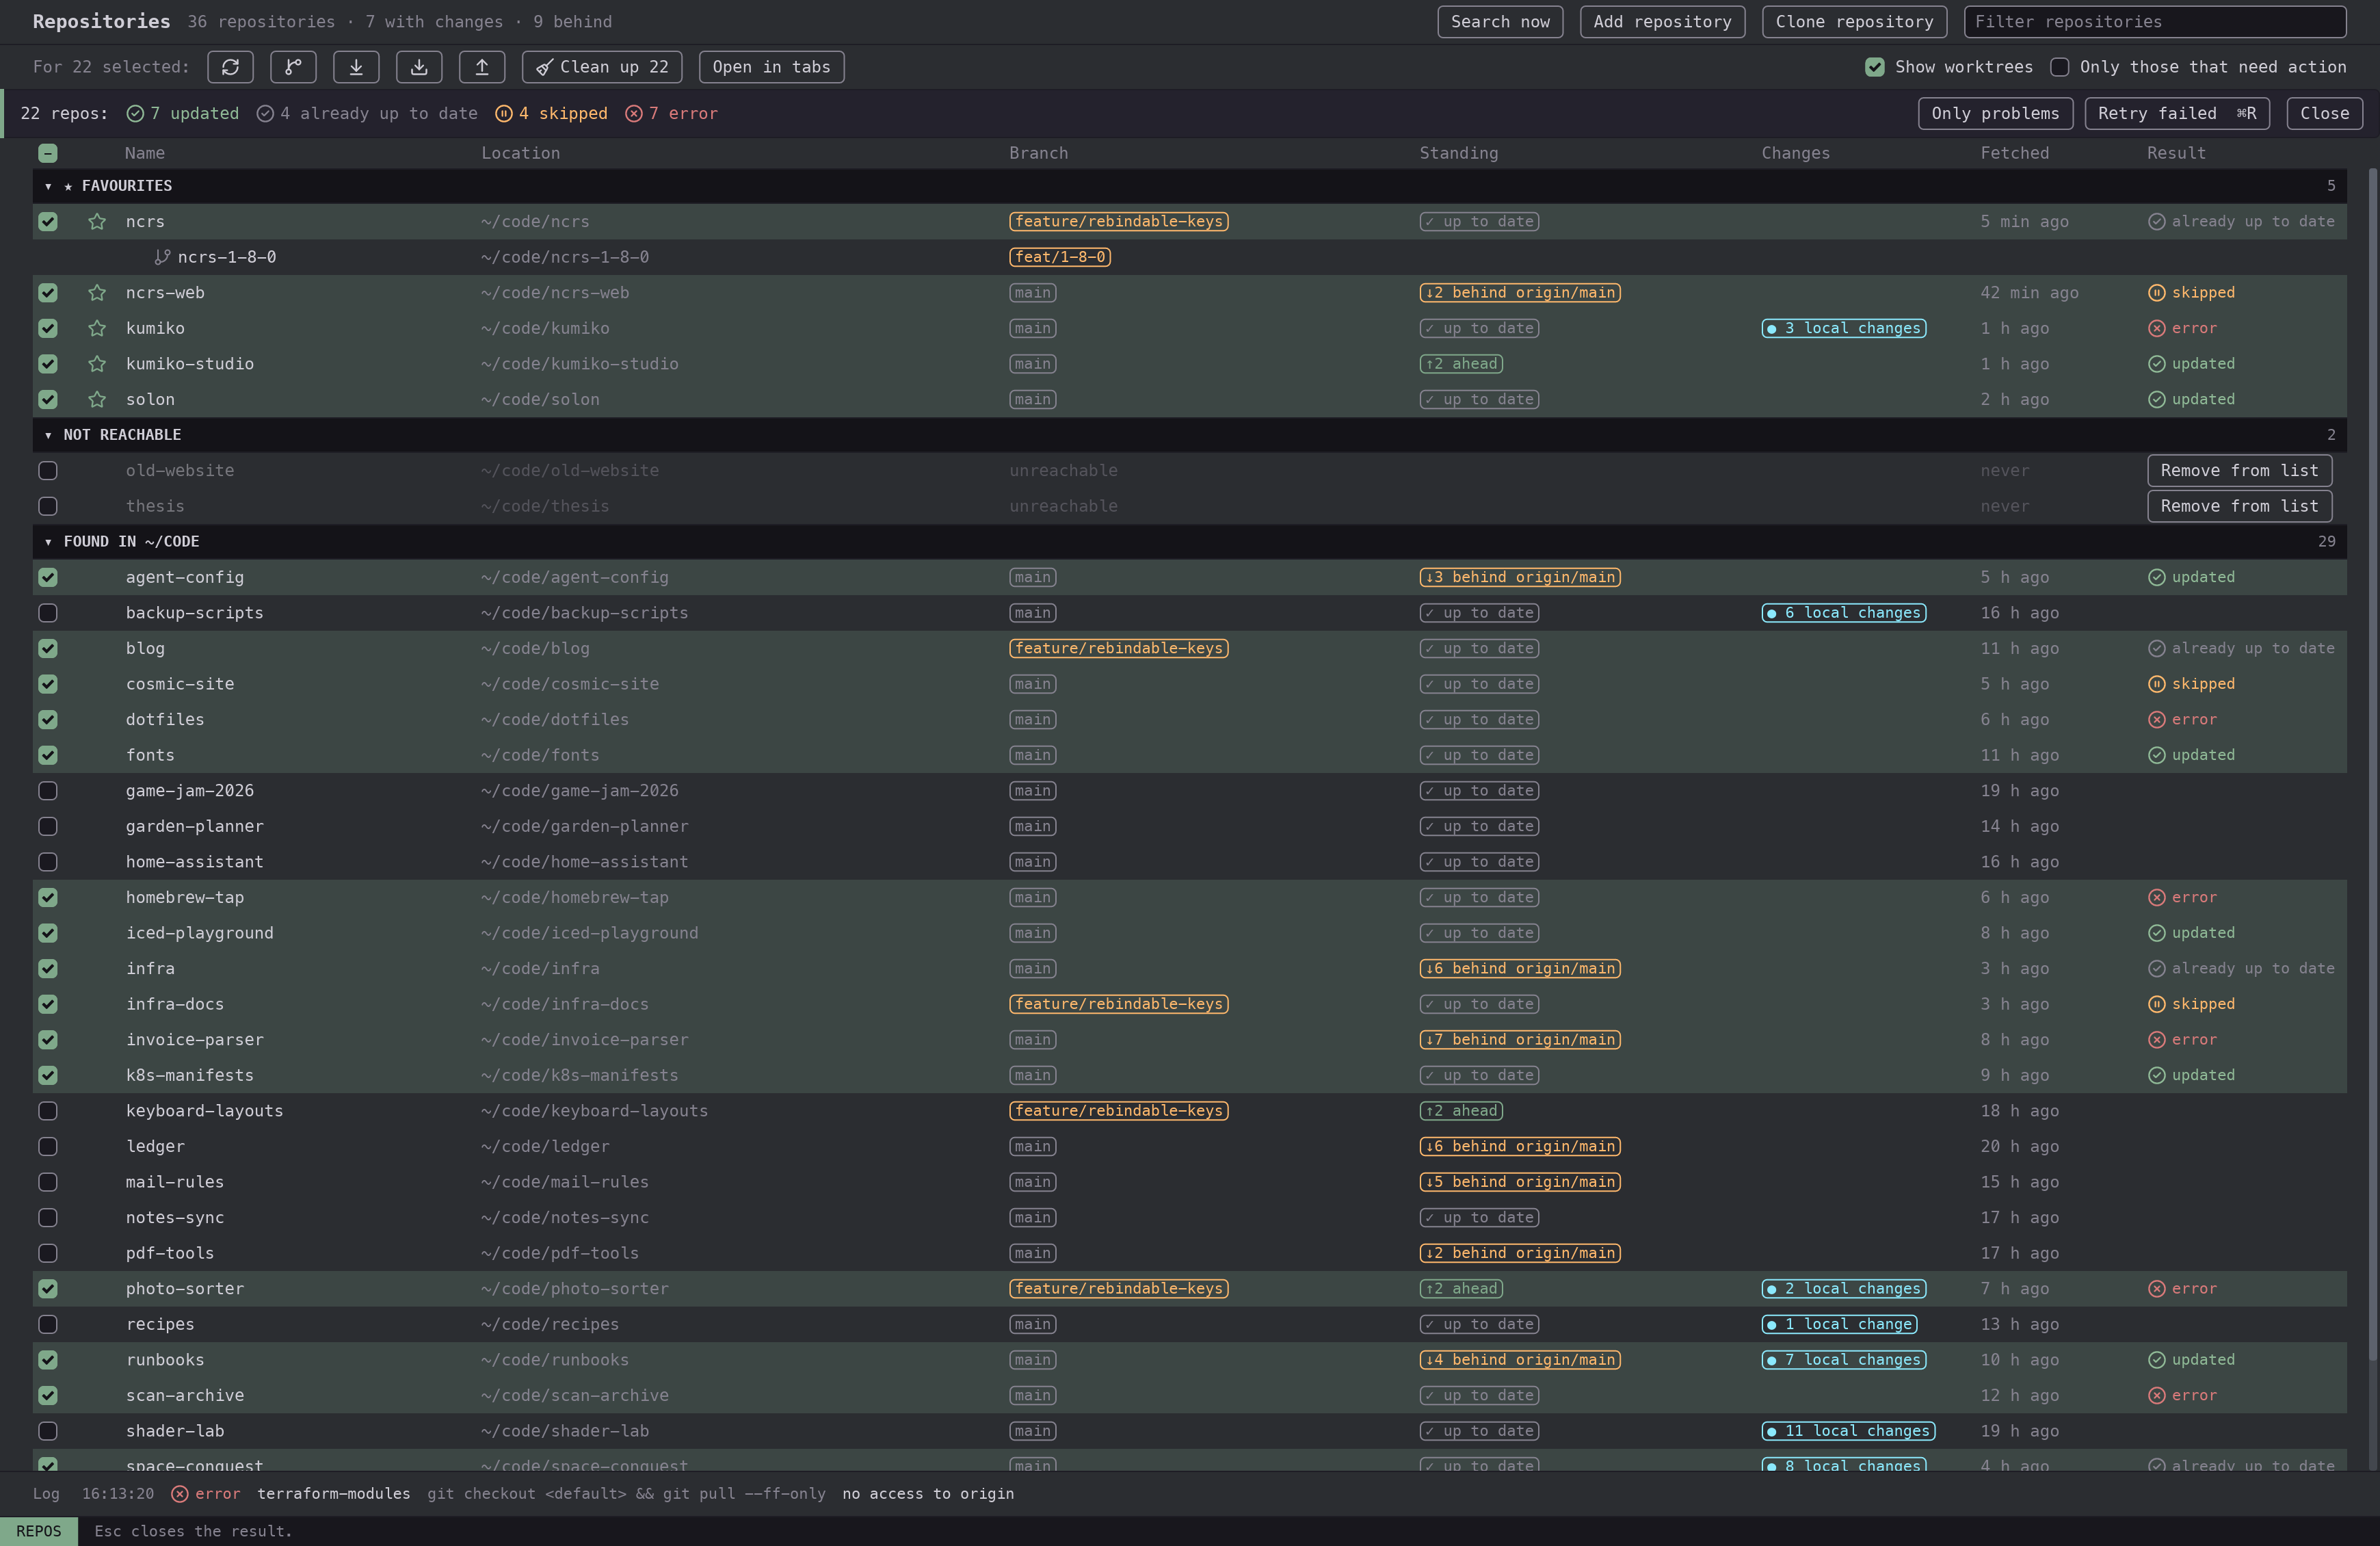 Repositories 36 repositories · 7 with changes · 9 behind Search now Add repository Clone repository Filter repositories
For 22 selected: Clean up 22 Open in tabs Show worktrees Only those that need action
22 repos: 7 updated 4 already up to date 4 skipped 7 error Only problems Retry failed ⌘R Close
Name Location Branch Standing Changes Fetched Result
▾ ★ FAVOURITES 5
ncrs ~/code/ncrs feature/rebindable-keys ✓ up to date 5 min ago already up to date
ncrs-1-8-0 ~/code/ncrs-1-8-0 feat/1-8-0
ncrs-web ~/code/ncrs-web main ↓2 behind origin/main 42 min ago skipped
kumiko ~/code/kumiko main ✓ up to date ● 3 local changes 1 h ago error
kumiko-studio ~/code/kumiko-studio main ↑2 ahead 1 h ago updated
solon ~/code/solon main ✓ up to date 2 h ago updated
▾ NOT REACHABLE 2
old-website ~/code/old-website unreachable never Remove from list
thesis ~/code/thesis unreachable never Remove from list
▾ FOUND IN ~/CODE 29
agent-config ~/code/agent-config main ↓3 behind origin/main 5 h ago updated
backup-scripts ~/code/backup-scripts main ✓ up to date ● 6 local changes 16 h ago
blog ~/code/blog feature/rebindable-keys ✓ up to date 11 h ago already up to date
cosmic-site ~/code/cosmic-site main ✓ up to date 5 h ago skipped
dotfiles ~/code/dotfiles main ✓ up to date 6 h ago error
fonts ~/code/fonts main ✓ up to date 11 h ago updated
game-jam-2026 ~/code/game-jam-2026 main ✓ up to date 19 h ago
garden-planner ~/code/garden-planner main ✓ up to date 14 h ago
home-assistant ~/code/home-assistant main ✓ up to date 16 h ago
homebrew-tap ~/code/homebrew-tap main ✓ up to date 6 h ago error
iced-playground ~/code/iced-playground main ✓ up to date 8 h ago updated
infra ~/code/infra main ↓6 behind origin/main 3 h ago already up to date
infra-docs ~/code/infra-docs feature/rebindable-keys ✓ up to date 3 h ago skipped
invoice-parser ~/code/invoice-parser main ↓7 behind origin/main 8 h ago error
k8s-manifests ~/code/k8s-manifests main ✓ up to date 9 h ago updated
keyboard-layouts ~/code/keyboard-layouts feature/rebindable-keys ↑2 ahead 18 h ago
ledger ~/code/ledger main ↓6 behind origin/main 20 h ago
mail-rules ~/code/mail-rules main ↓5 behind origin/main 15 h ago
notes-sync ~/code/notes-sync main ✓ up to date 17 h ago
pdf-tools ~/code/pdf-tools main ↓2 behind origin/main 17 h ago
photo-sorter ~/code/photo-sorter feature/rebindable-keys ↑2 ahead ● 2 local changes 7 h ago error
recipes ~/code/recipes main ✓ up to date ● 1 local change 13 h ago
runbooks ~/code/runbooks main ↓4 behind origin/main ● 7 local changes 10 h ago updated
scan-archive ~/code/scan-archive main ✓ up to date 12 h ago error
shader-lab ~/code/shader-lab main ✓ up to date ● 11 local changes 19 h ago
space-conquest ~/code/space-conquest main ✓ up to date ● 8 local changes 4 h ago already up to date
Log 16:13:20 error terraform-modules git checkout <default> && git pull --ff-only no access to origin
REPOS Esc closes the result.